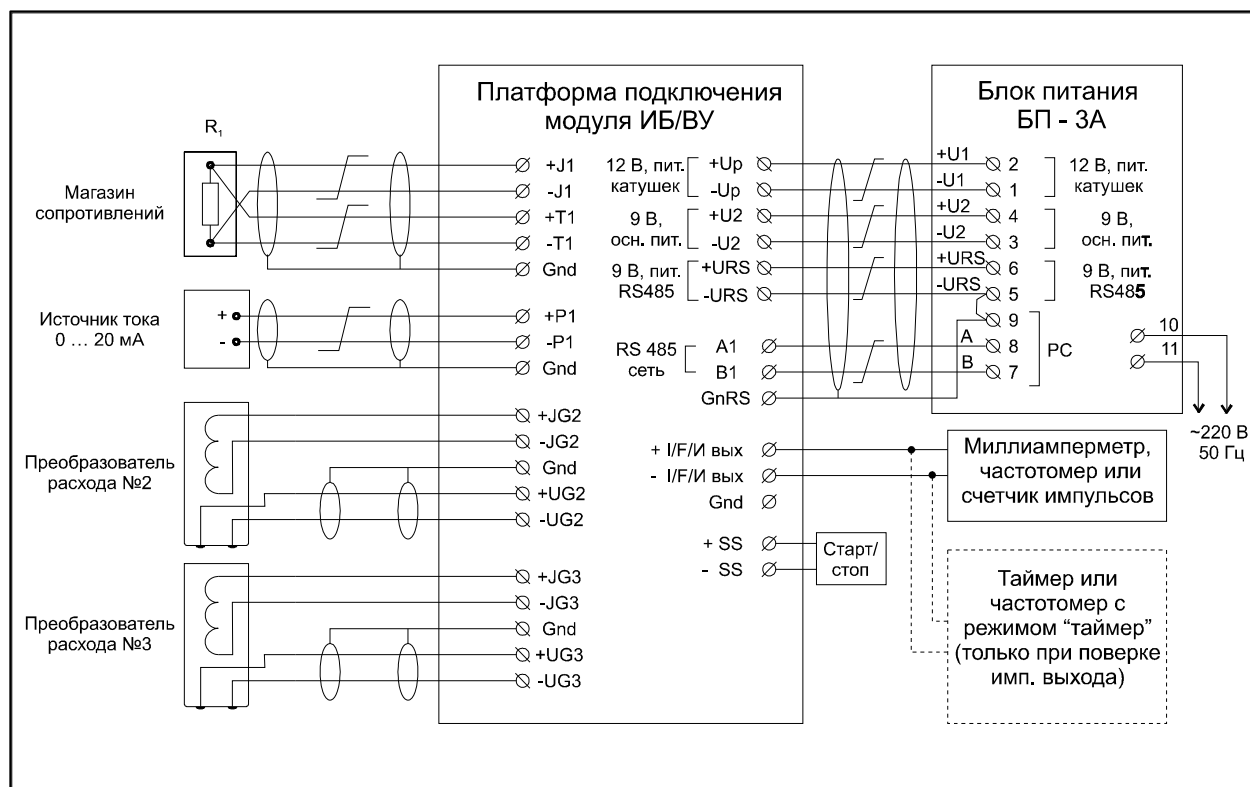 Платформа подключения
модуля ИБ/ВУ
Блок питания
БП - 3А
R1
Магазин
сопротивлений
+J1
-J1
+T1
-T1
Gnd
Источник тока
0 ... 20 мА
+
-
+P1
-P1
Gnd
Преобразователь
расхода №2
+JG2
-JG2
Gnd
+UG2
-UG2
Преобразователь
расхода №3
+JG3
-JG3
Gnd
+UG3
-UG3
12 В, пит.
катушек
+Up
-Up
9 В,
осн. пит.
+U2
-U2
9 В, пит.
RS485
+URS
-URS
RS 485
сеть
A1
B1
GnRS
+ I/F/И вых
- I/F/И вых
Gnd
+ SS
- SS
Старт/
стоп
+U1
-U1
+U2
-U2
+URS
-URS
A
B
2
1
4
3
6
5
9
8
7
12 В, пит.
катушек
9 В,
осн. пит.
9 В, пит.
RS485
PC
10
11
~220 В
50 Гц
Миллиамперметр,
частотомер или
счетчик импульсов
Таймер или
частотомер с
режимом “таймер”
(только при поверке
имп. выхода)